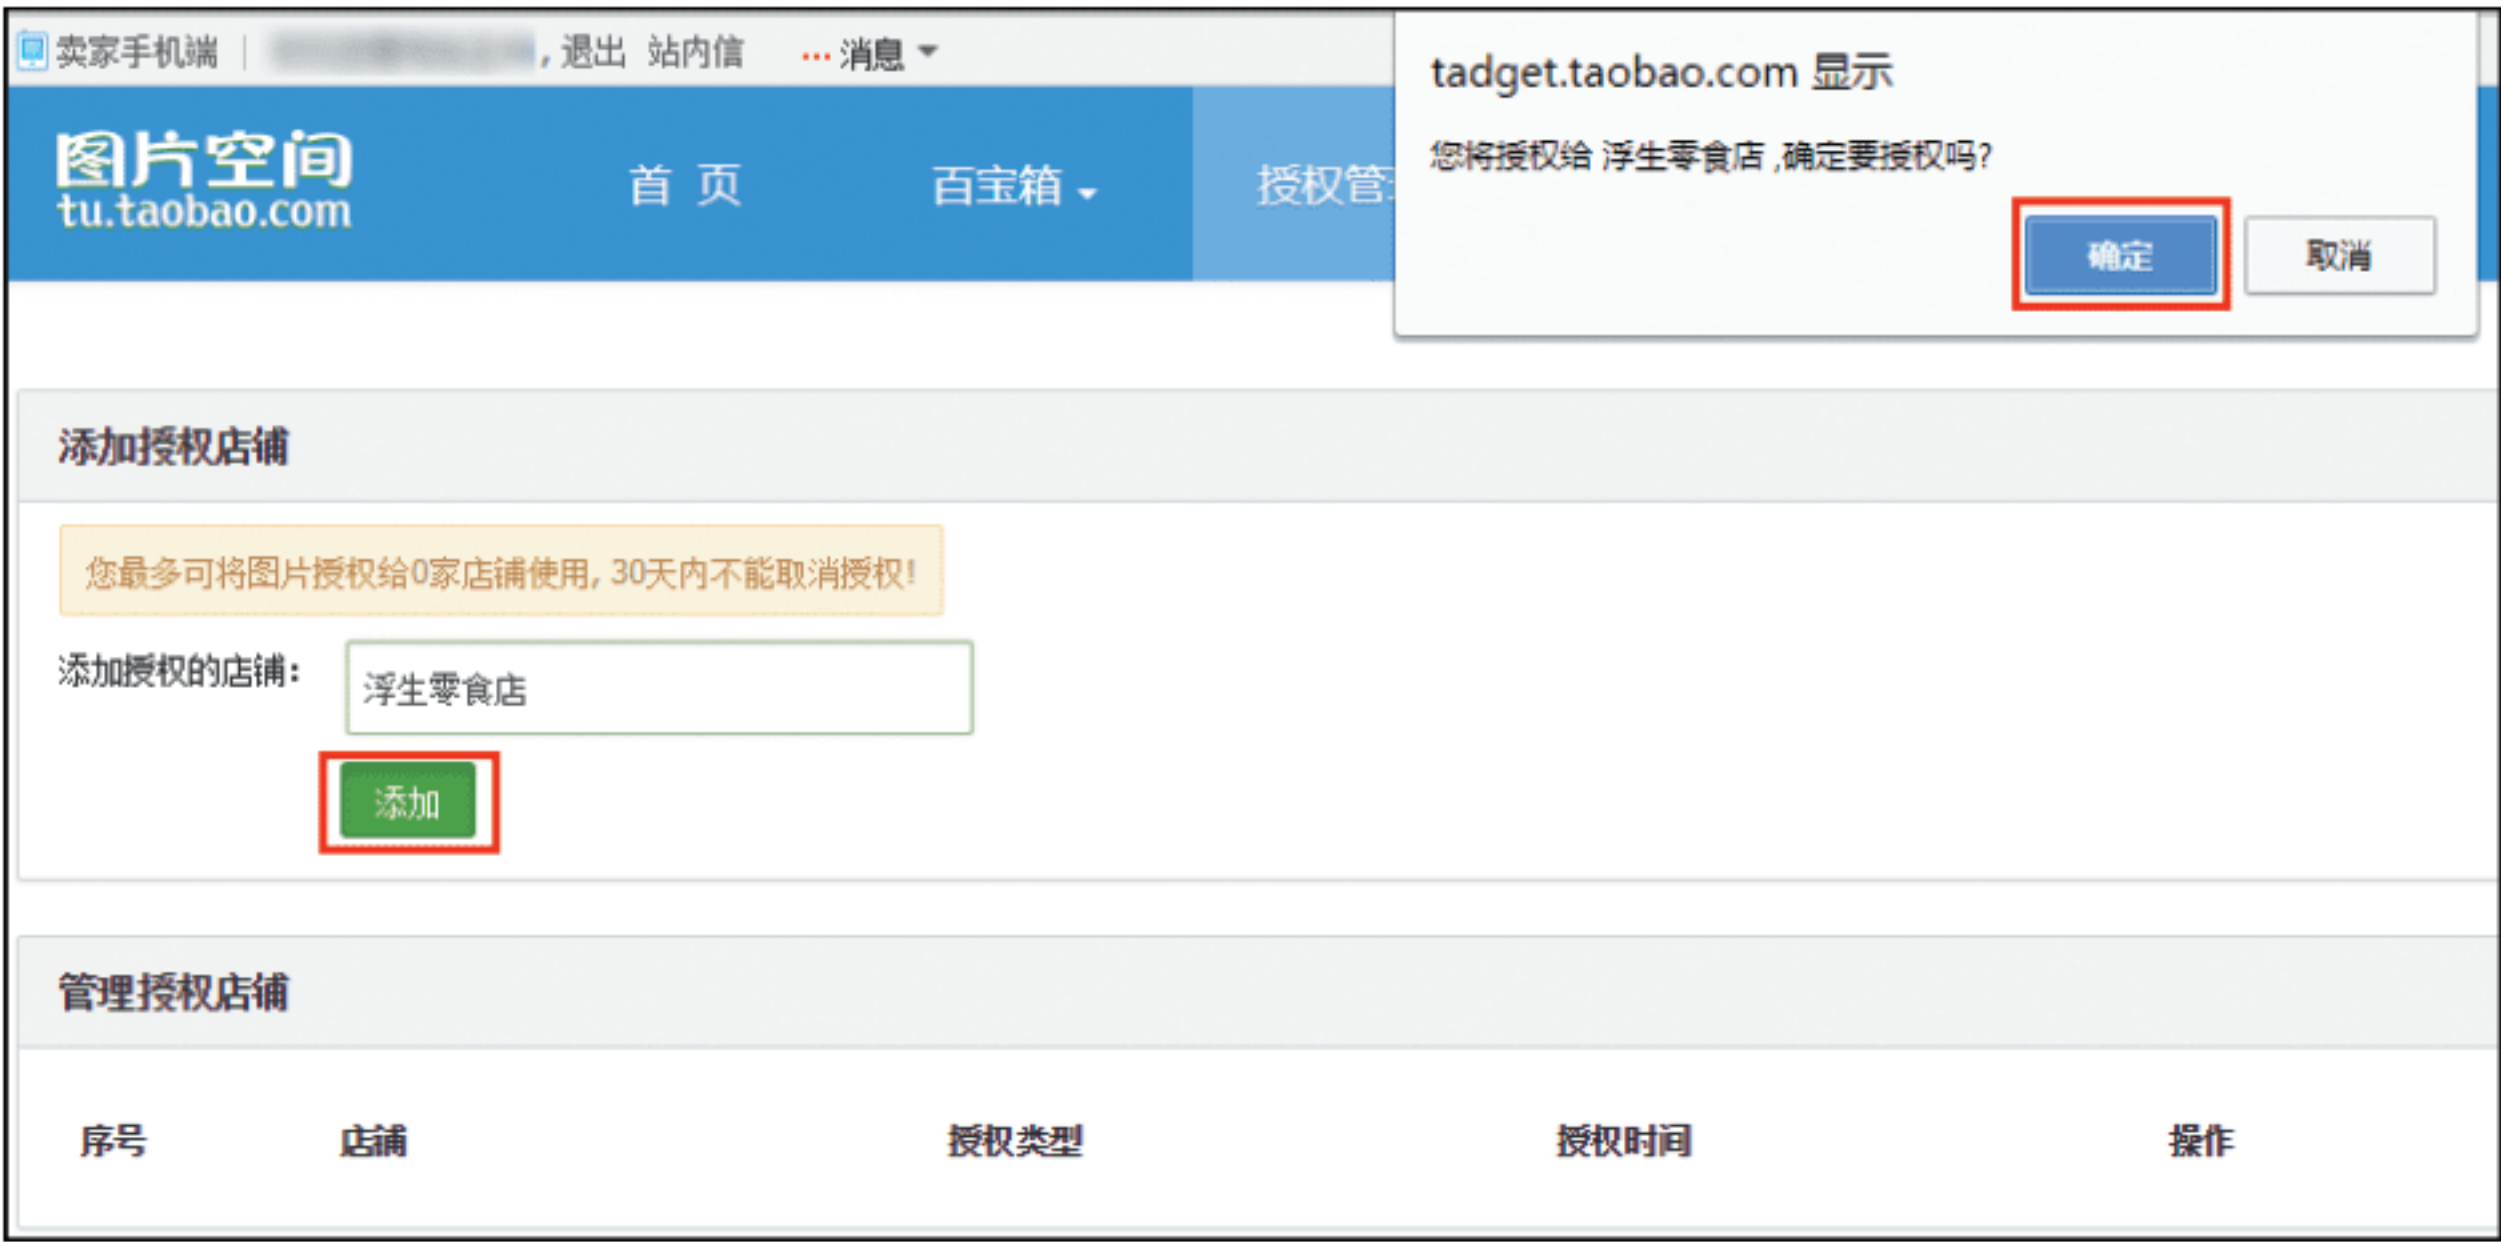 卖家手机端 , 退出 站内信 ··· 消息
tadget.taobao.com 显示
您将授权给 浮生零食店 ,确定要授权吗?
确定 取消
图片空间
tu.taobao.com
首 页 百宝箱 授权管
添加授权店铺
您最多可将图片授权给0家店铺使用, 30天内不能取消授权!
添加授权的店铺: 浮生零食店
添加
管理授权店铺
序号 店铺 授权类型 授权时间 操作